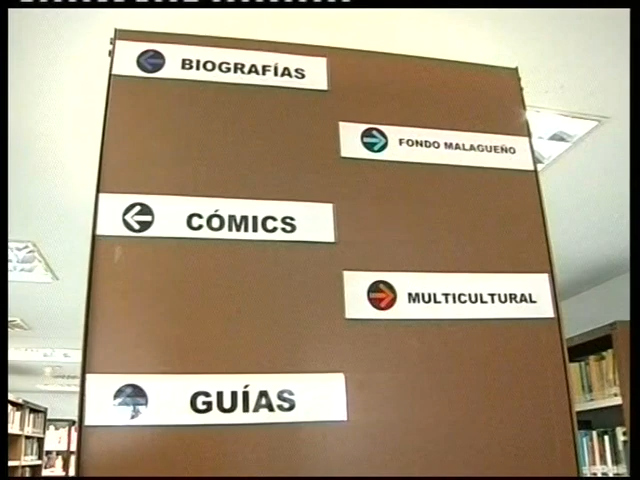 BIOGRAFÍAS
FONDO MALAGUEÑO
CÓMICS
MULTICULTURAL
GUÍAS